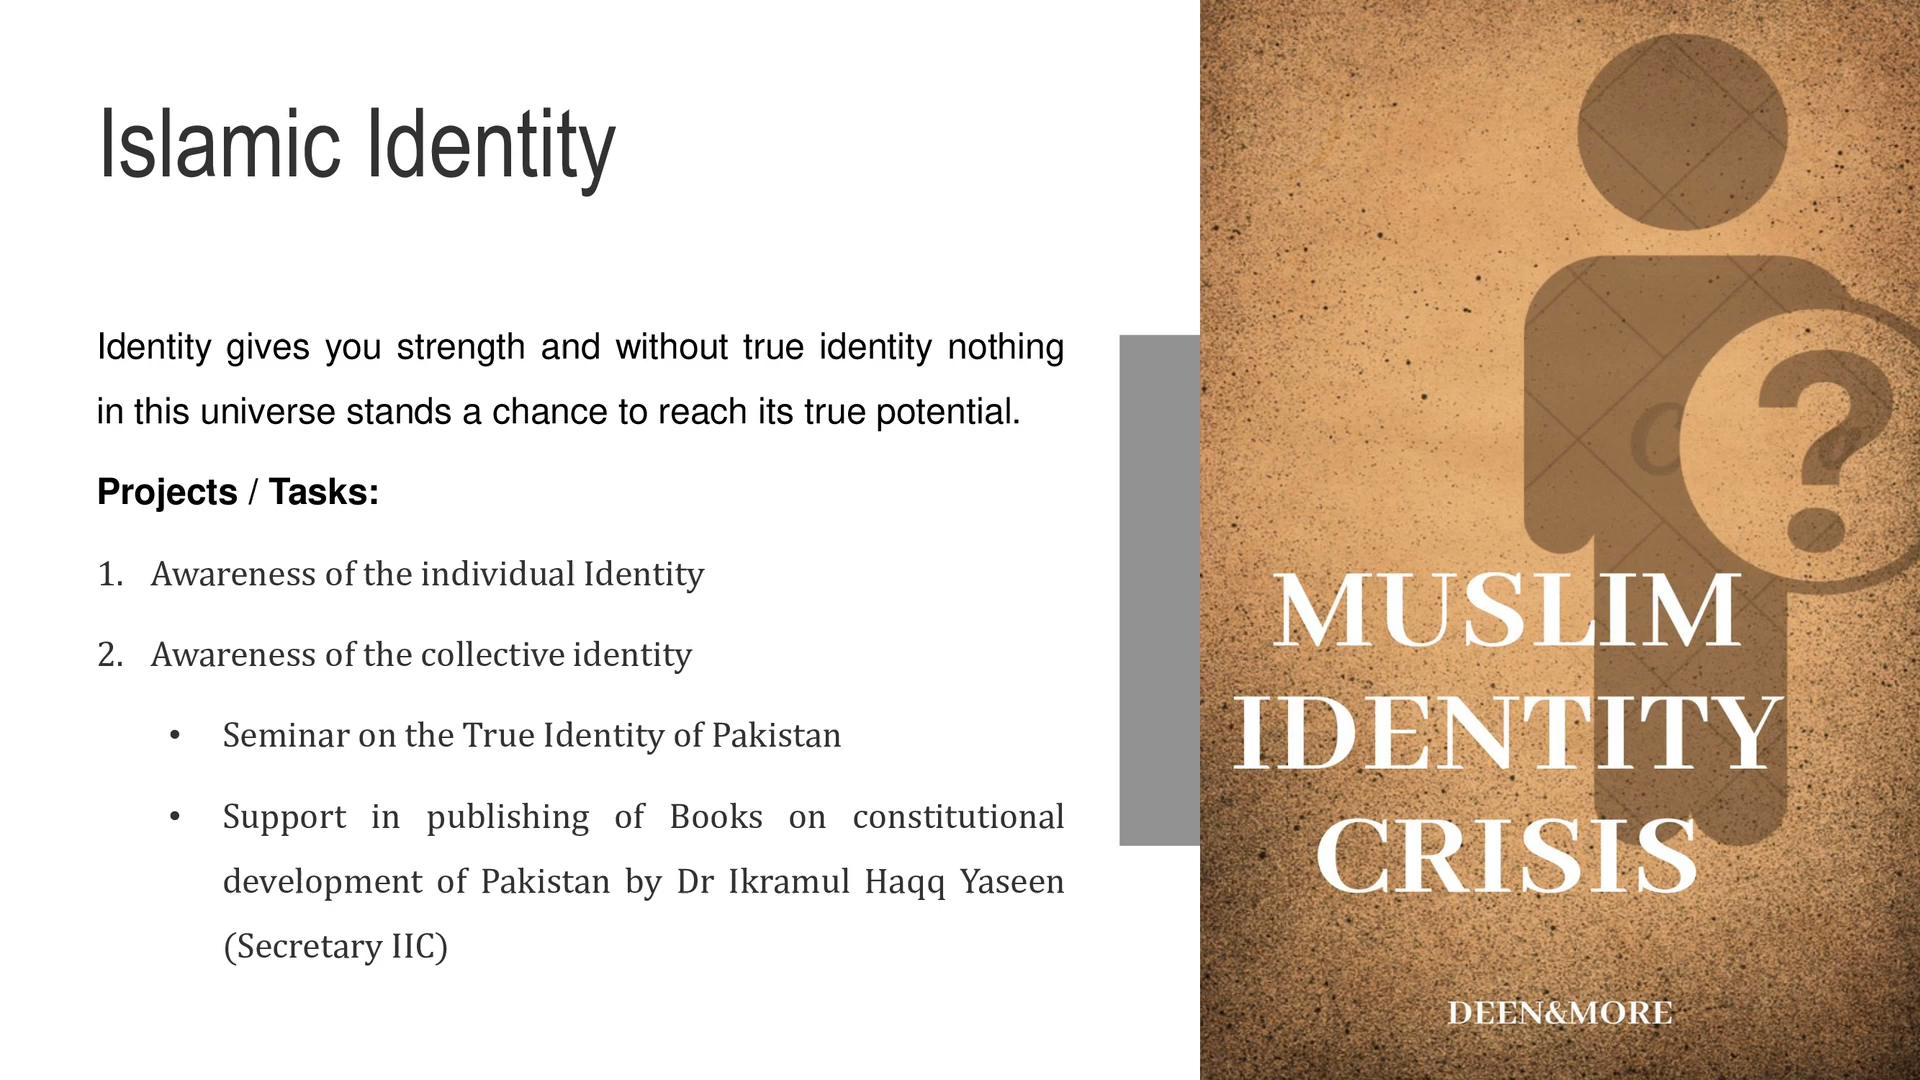 Islamic Identity
Identity gives you strength and without true identity nothing
in this universe stands a chance to reach its true potential.
Projects / Tasks:
1. Awareness of the individual Identity
2. Awareness of the collective identity
• Seminar on the True Identity of Pakistan
• Support in publishing of Books on constitutional
development of Pakistan by Dr Ikramul Haqq Yaseen
(Secretary IIC)
?
MUSLIM
IDENTITY
CRISIS
DEEN&MORE